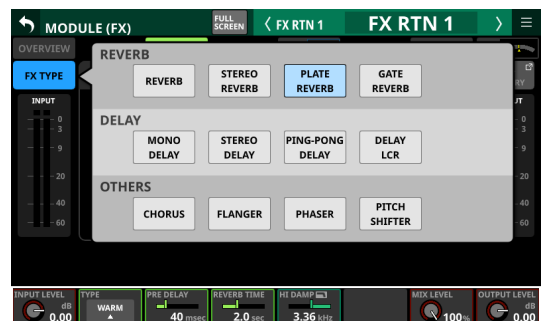 MODULE (FX)
FULL
SCREEN
FX RTN 1
FX RTN 1
OVERVIEW
FX TYPE
REVERB
REVERB
STEREO
REVERB
PLATE
REVERB
GATE
REVERB
DELAY
MONO
DELAY
STEREO
DELAY
PING-PONG
DELAY
DELAY
LCR
OTHERS
CHORUS
FLANGER
PHASER
PITCH
SHIFTER
INPUT
0
3
9
20
40
60
RY
UT
0
3
9
20
40
60
INPUT LEVEL
dB
0.00
TYPE
WARM
PRE DELAY
40 msec
REVERB TIME
2.0 sec
HI DAMP
3.36 kHz
MIX LEVEL
100%
OUTPUT LEVEL
dB
0.00